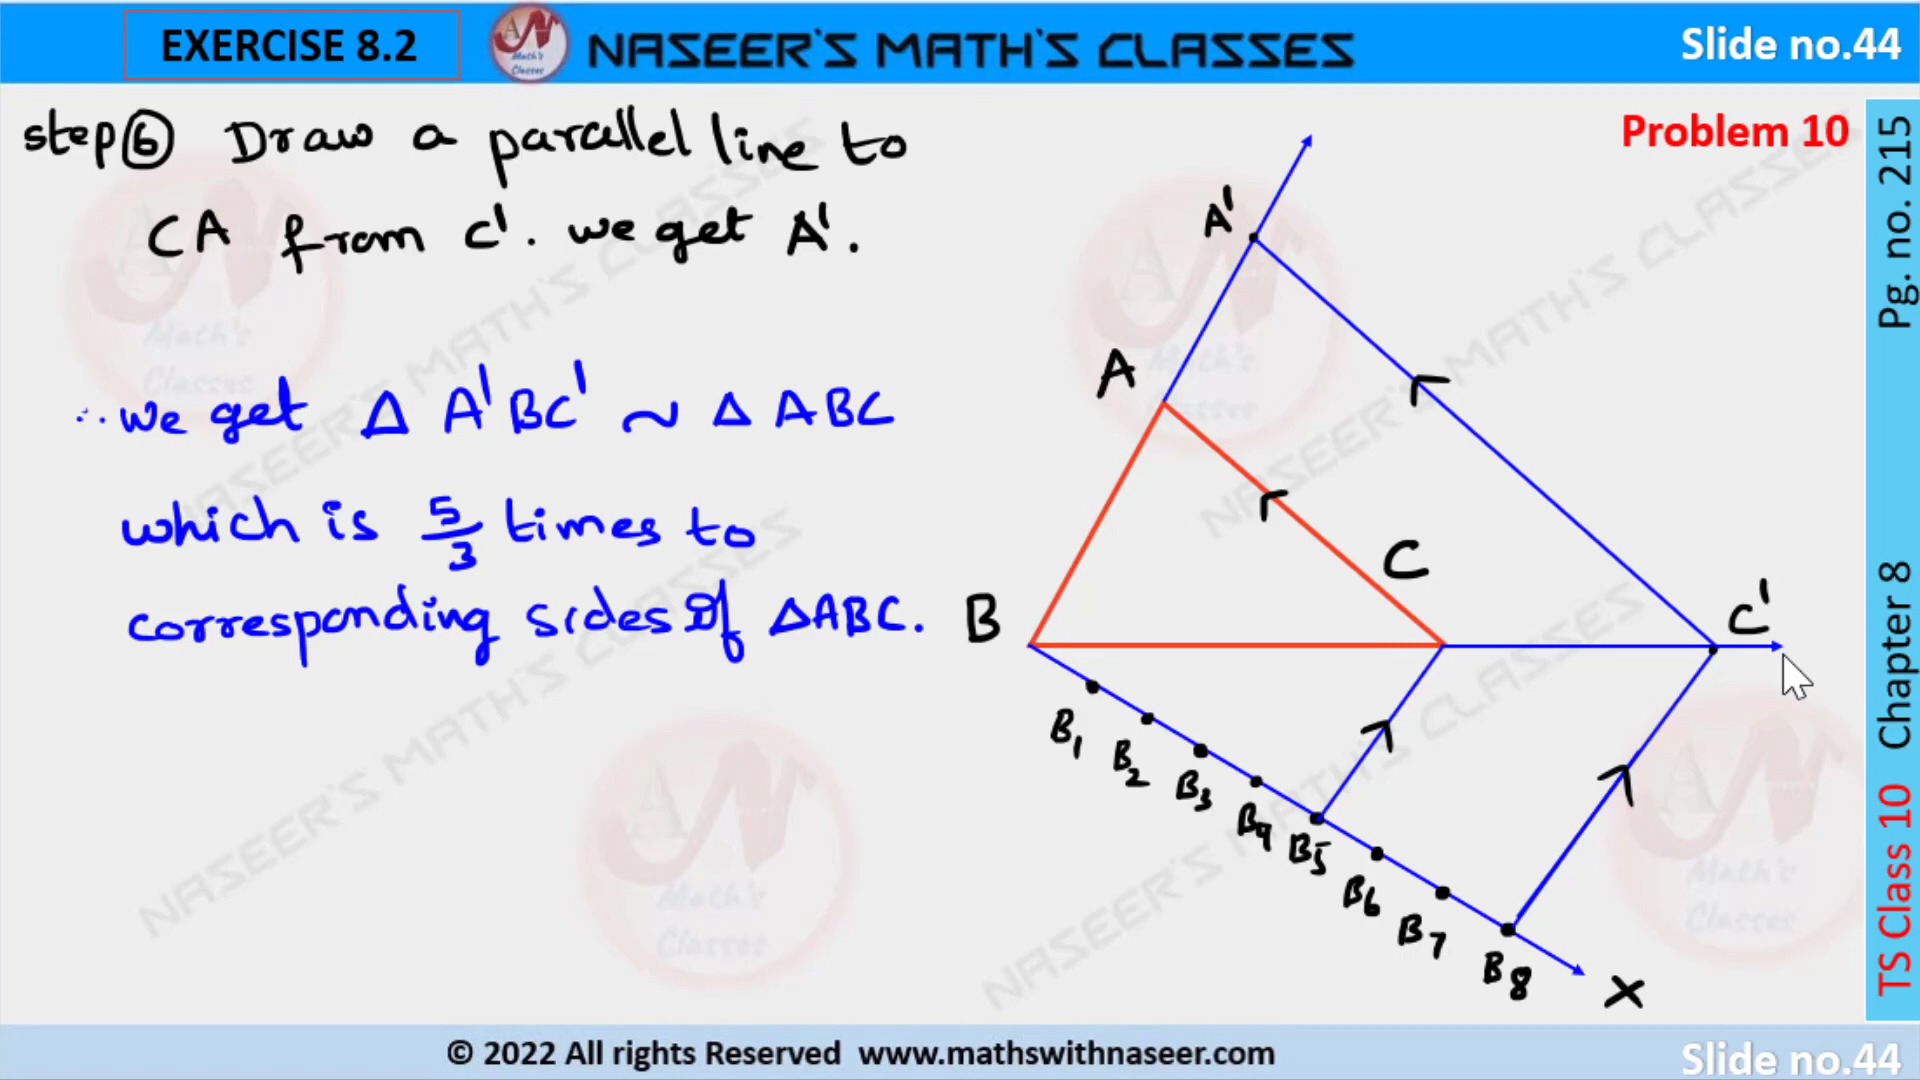 EXERCISE 8.2
AN
Math's
Classes
NASEER'S MATH'S CLASSES
Slide no.44
Problem 10
Pg. no. 215
Chapter 8
TS Class 10
step ⑥ Draw a parallel line to
CA from c'. we get A'.
∴ we get Δ A'BC' ~ Δ ABC
which is 5/3 times to
corresponding sides of ΔABC.
A'
A
C
B
C'
B1
B2
B3
B4
B5
B6
B7
B8
X
© 2022 All rights Reserved www.mathswithnaseer.com
Slide no.44